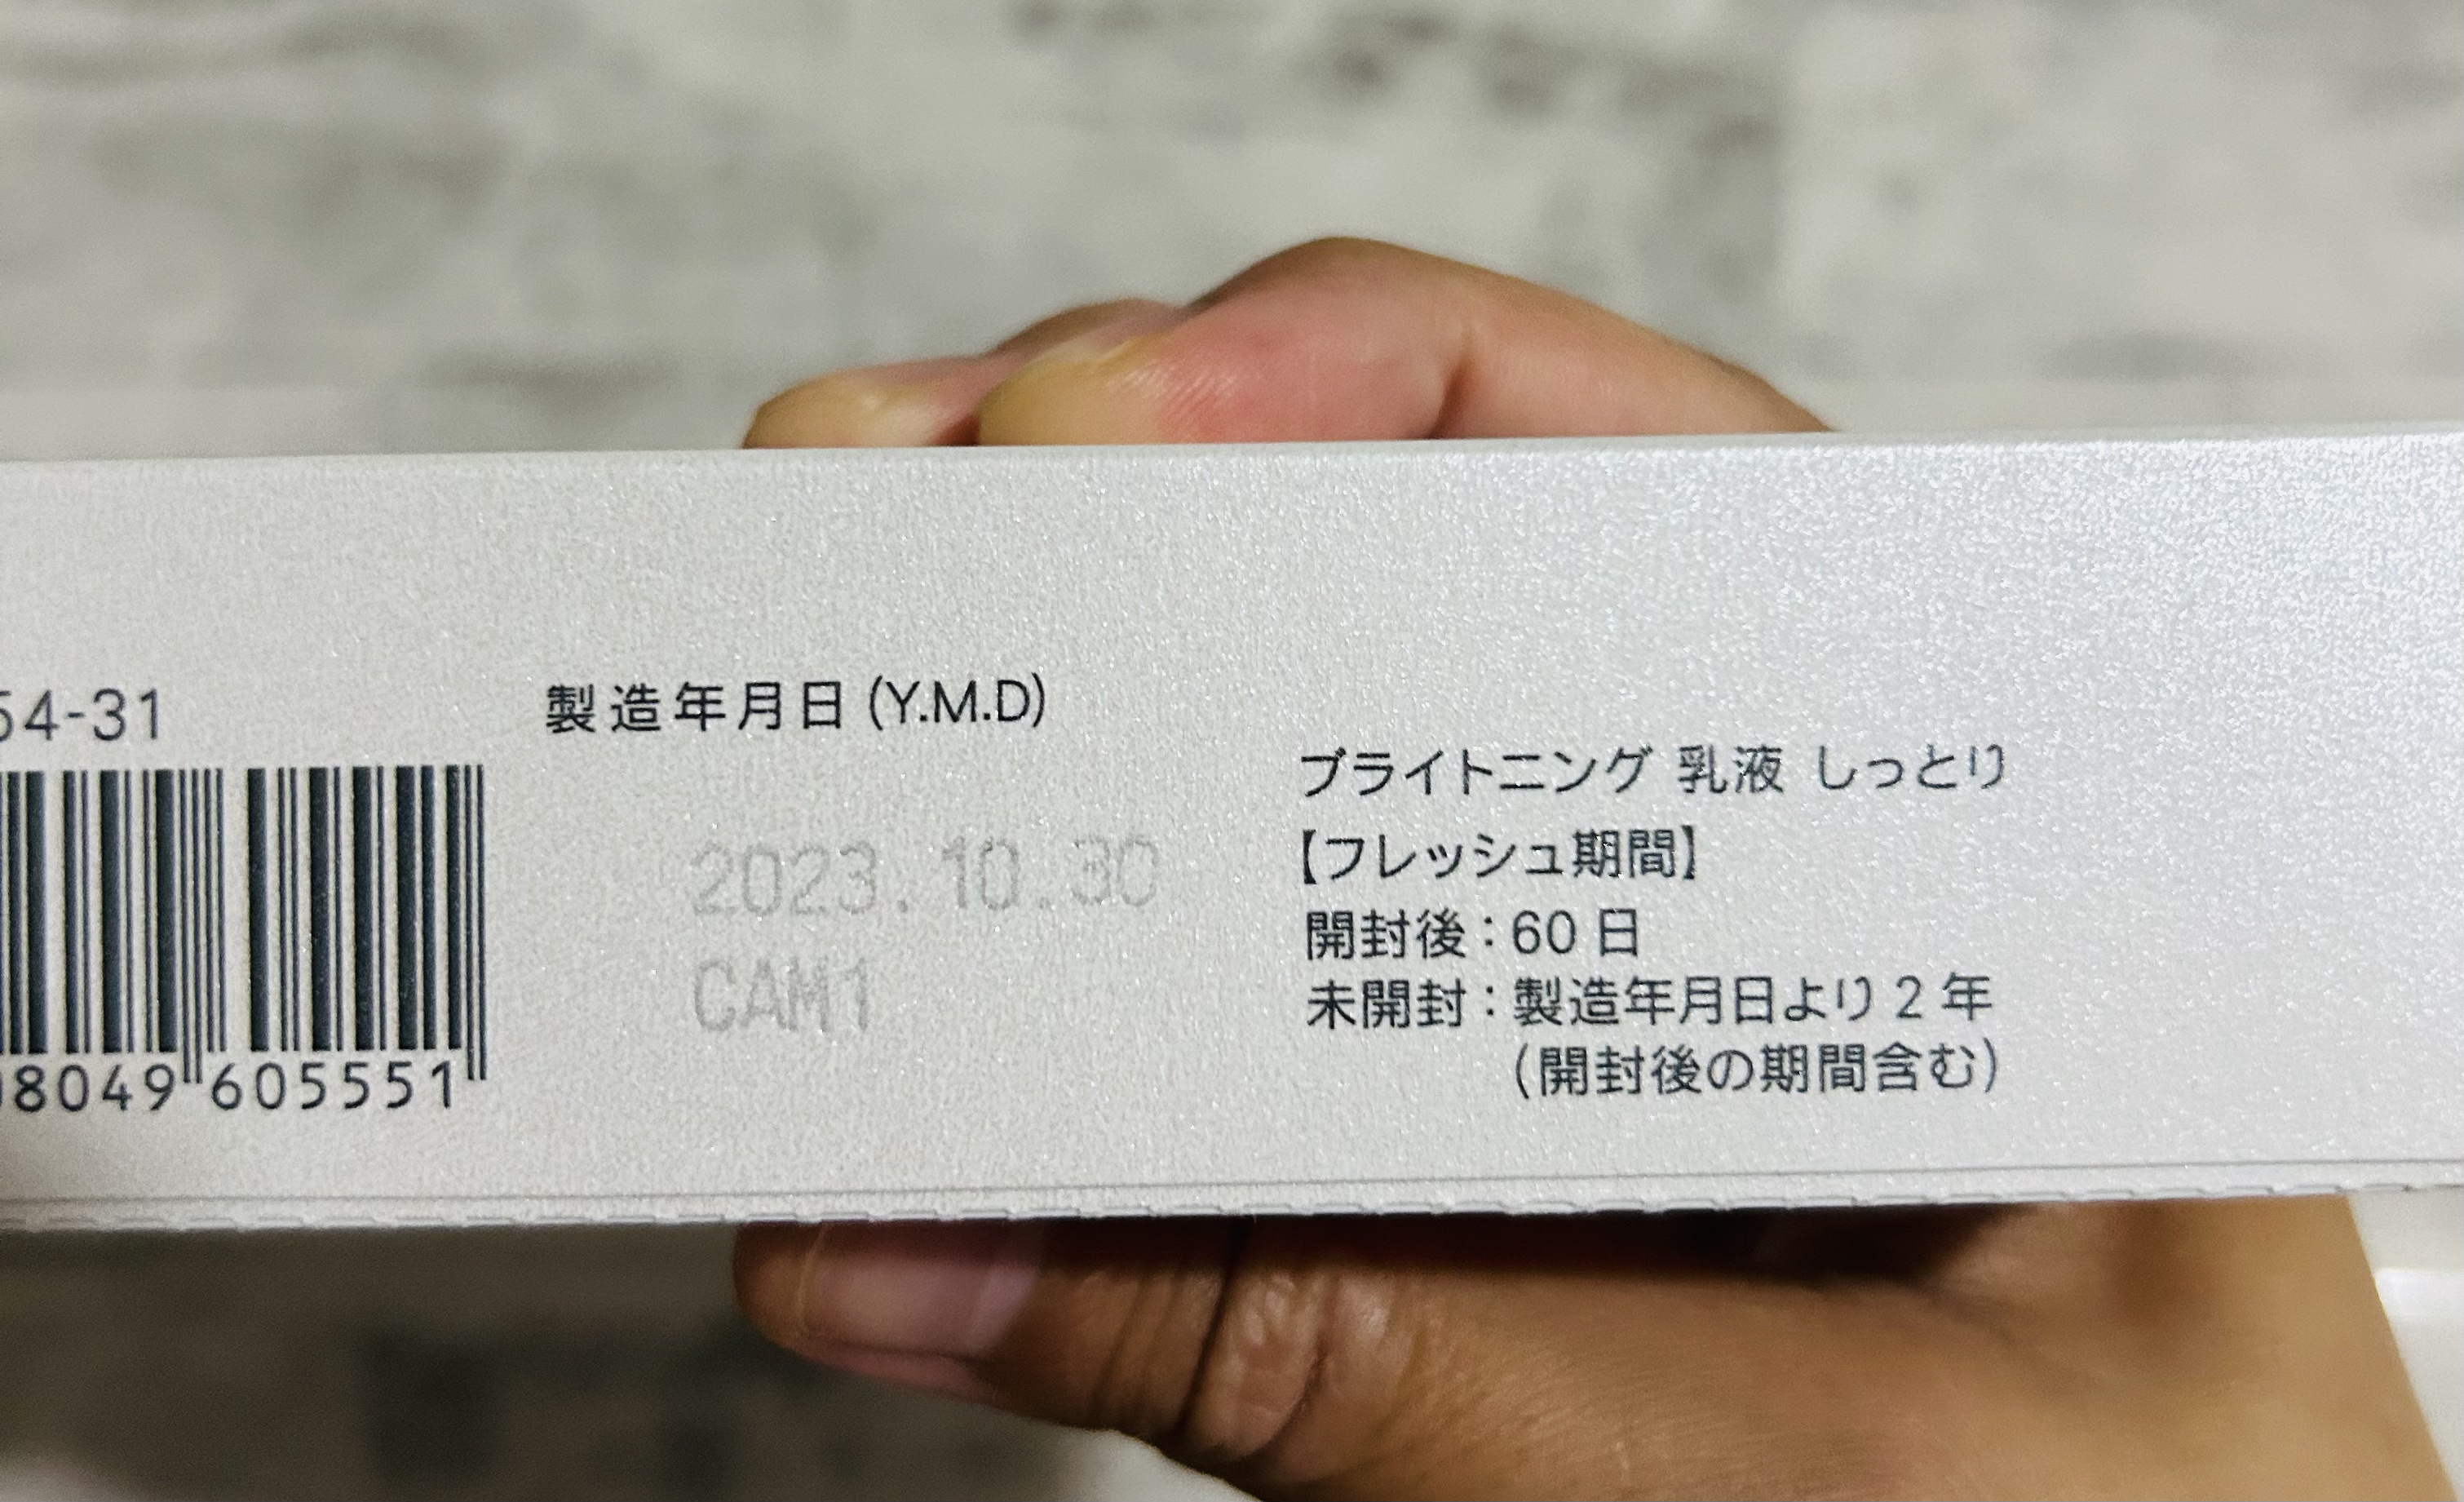 54-31
8049 605551
製造年月日(Y.M.D)
2023.10.30
CAM1
ブライトニング 乳液 しっとり
【フレッシュ期間】
開封後:60日
未開封:製造年月日より2年
(開封後の期間含む)